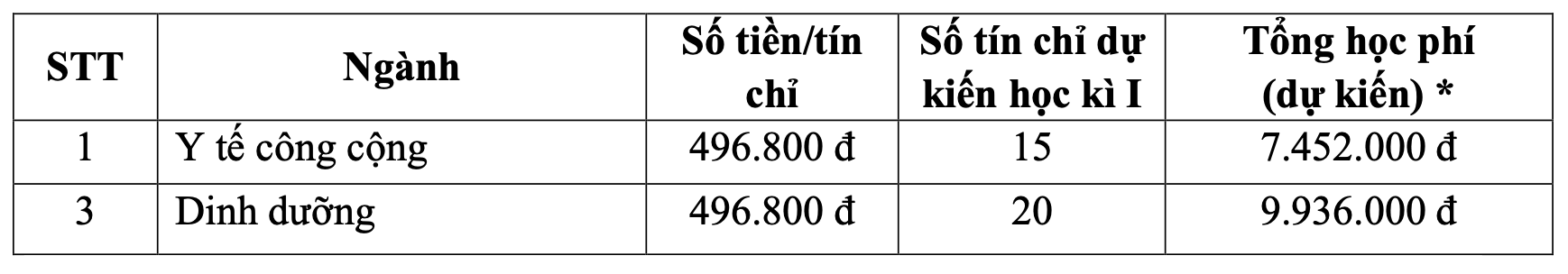 STT Ngành Số tiền/tín chỉ Số tín chỉ dự kiến học kì I Tổng học phí (dự kiến) *
1 Y tế công cộng 496.800 đ 15 7.452.000 đ
3 Dinh dưỡng 496.800 đ 20 9.936.000 đ